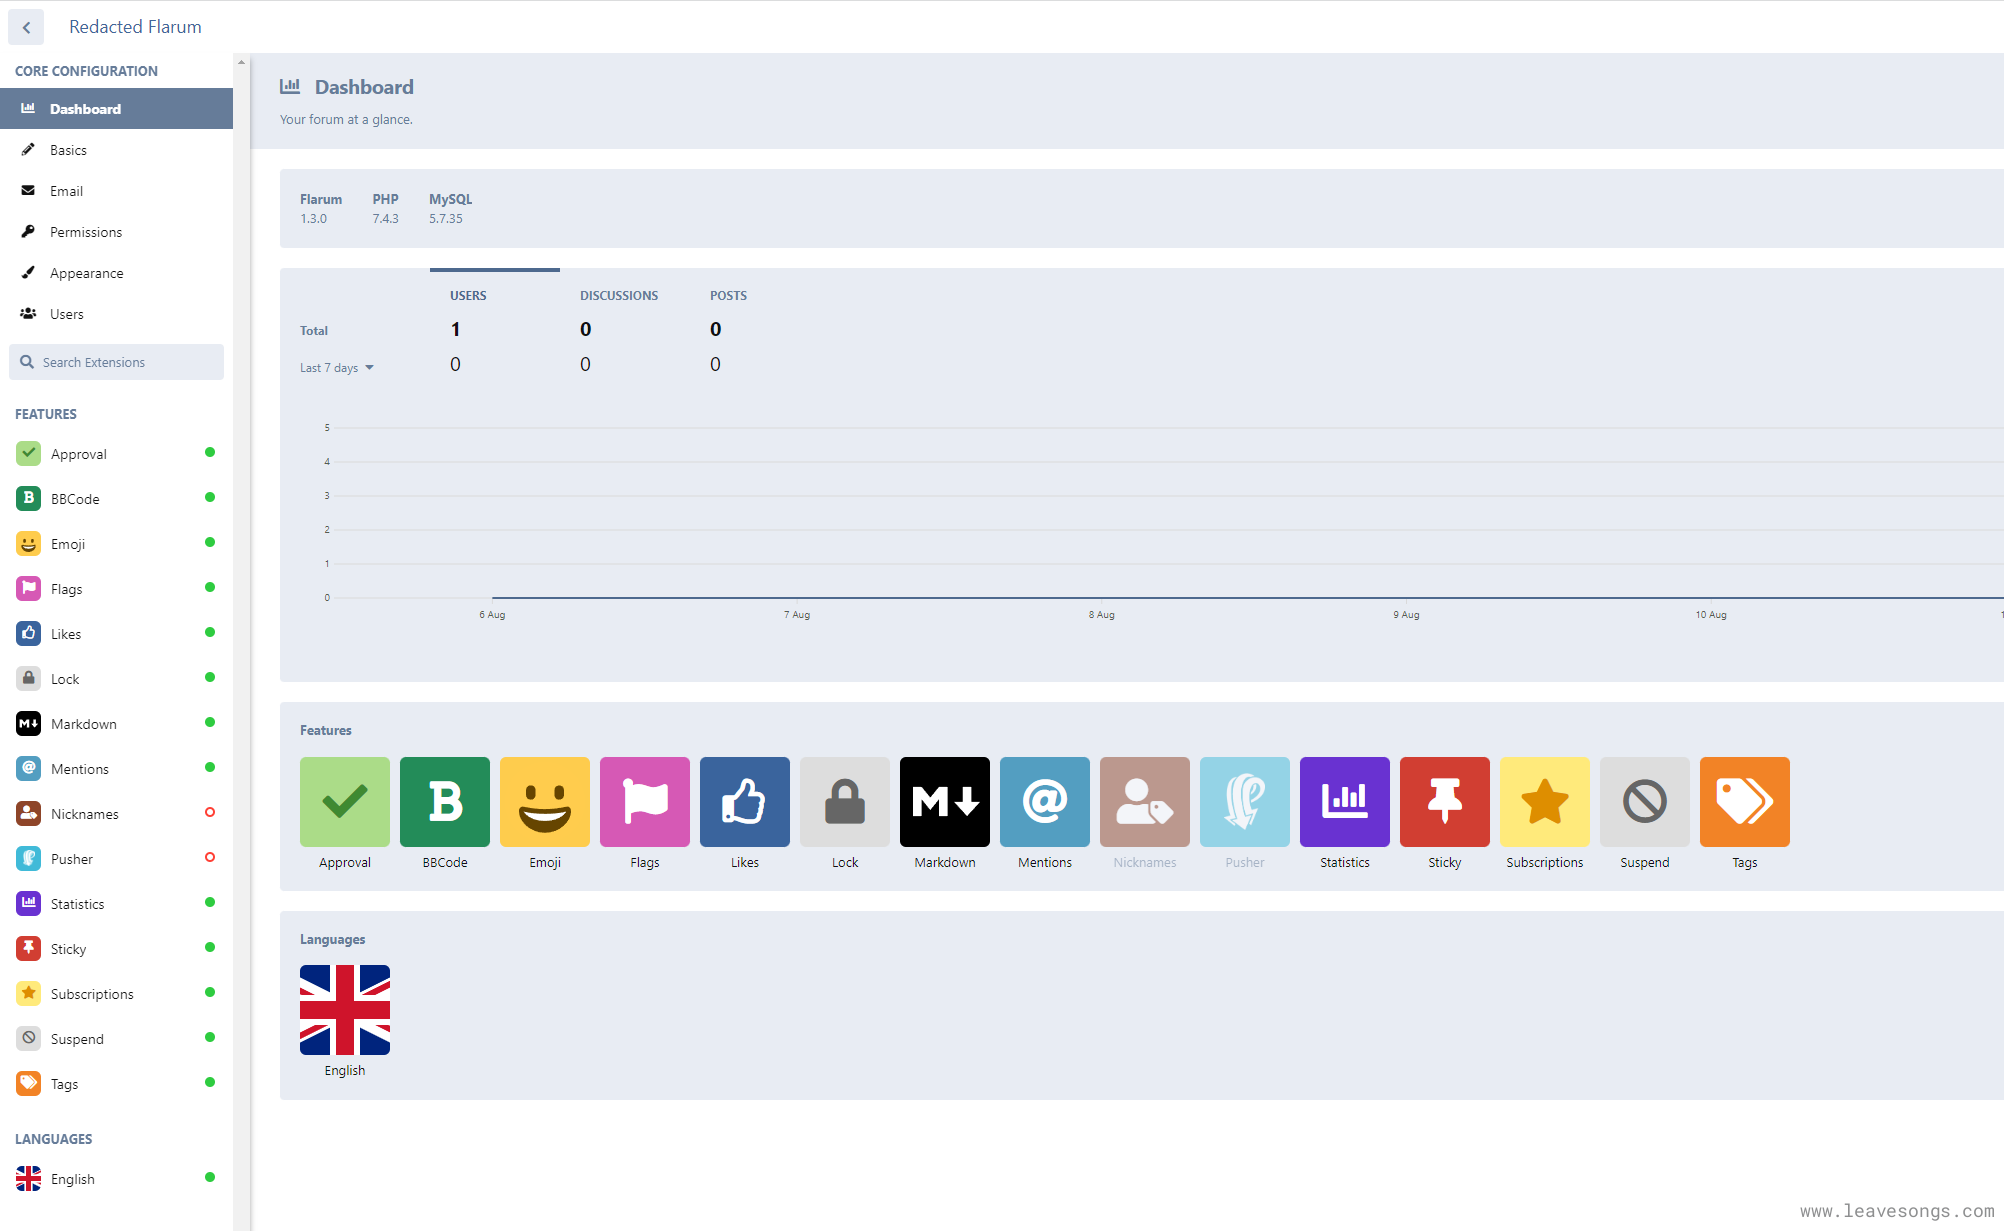 Redacted Flarum
CORE CONFIGURATION
Dashboard
Basics
Email
Permissions
Appearance
Users
Search Extensions
FEATURES
Approval
BBCode
Emoji
Flags
Likes
Lock
Markdown
Mentions
Nicknames
Pusher
Statistics
Sticky
Subscriptions
Suspend
Tags
LANGUAGES
English
Dashboard
Your forum at a glance.
Flarum PHP MySQL
1.3.0 7.4.3 5.7.35
USERS DISCUSSIONS POSTS
Total 1 0 0
Last 7 days 0 0 0
5
4
3
2
1
0
6 Aug 7 Aug 8 Aug 9 Aug 10 Aug 1
Features
Approval BBCode Emoji Flags Likes Lock Markdown Mentions Nicknames Pusher Statistics Sticky Subscriptions Suspend Tags
Languages
English
www.leavesongs.com